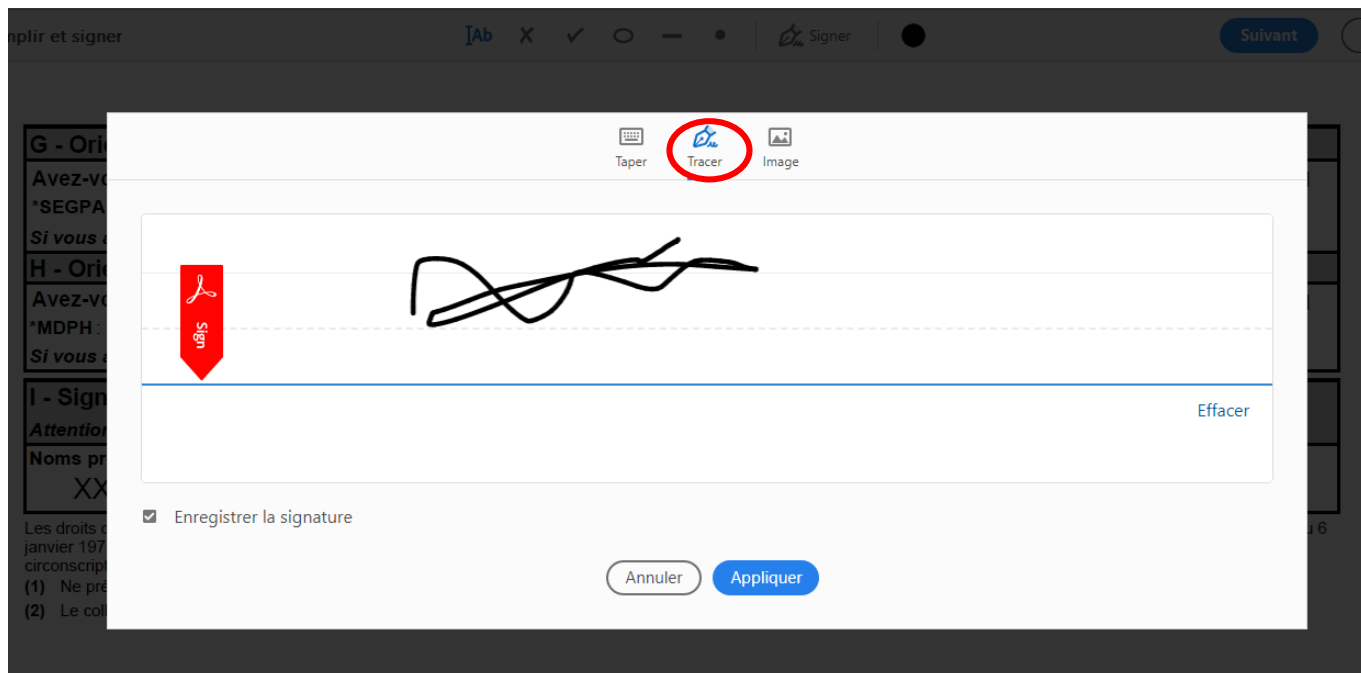 nplir et signer
Ab
Signer
Suivant
Taper
Tracer
Image
G - Orie
Avez-vo
*SEGPA
Si vous a
H - Orie
Avez-vo
*MDPH :
Si vous a
Sign
Effacer
I - Sign
Attention
Noms pr
XX
Enregistrer la signature
Les droits d
u 6
janvier 197
circonscript
(1) Ne pré
(2) Le coll
Annuler
Appliquer